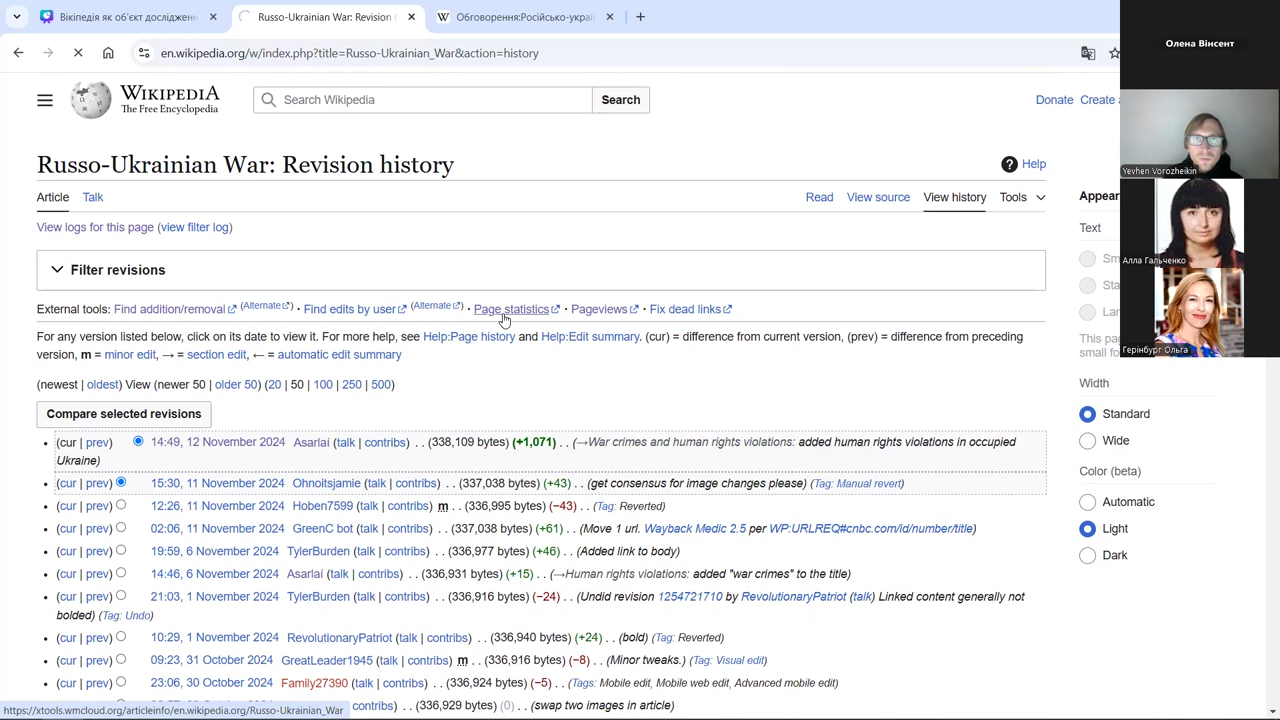 Вікіпедія як об'єкт дослідженн
Russo-Ukrainian War: Revision h
Обговорення:Російсько-украї
en.wikipedia.org/w/index.php?title=Russo-Ukrainian_War&action=history
WIKIPEDIA
The Free Encyclopedia
Search Wikipedia
Search
Donate Create a
Russo-Ukrainian War: Revision history
Help
Article Talk Read View source View history Tools
View logs for this page (view filter log)
Filter revisions
External tools: Find addition/removal (Alternate) · Find edits by user (Alternate) · Page statistics · Pageviews · Fix dead links
For any version listed below, click on its date to view it. For more help, see Help:Page history and Help:Edit summary. (cur) = difference from current version, (prev) = difference from preceding
version, m = minor edit, → = section edit, ← = automatic edit summary
(newest | oldest) View (newer 50 | older 50) (20 | 50 | 100 | 250 | 500)
Compare selected revisions
(cur | prev) 14:49, 12 November 2024 Asarlaí (talk | contribs) . . (338,109 bytes) (+1,071) . . (→War crimes and human rights violations: added human rights violations in occupied
Ukraine)
(cur | prev) 15:30, 11 November 2024 Ohnoitsjamie (talk | contribs) . . (337,038 bytes) (+43) . . (get consensus for image changes please) (Tag: Manual revert)
(cur | prev) 12:26, 11 November 2024 Hoben7599 (talk | contribs) m . . (336,995 bytes) (−43) . . (Tag: Reverted)
(cur | prev) 02:06, 11 November 2024 GreenC bot (talk | contribs) . . (337,038 bytes) (+61) . . (Move 1 url. Wayback Medic 2.5 per WP:URLREQ#cnbc.com/id/number/title)
(cur | prev) 19:59, 6 November 2024 TylerBurden (talk | contribs) . . (336,977 bytes) (+46) . . (Added link to body)
(cur | prev) 14:46, 6 November 2024 Asarlaí (talk | contribs) . . (336,931 bytes) (+15) . . (→Human rights violations: added "war crimes" to the title)
(cur | prev) 21:03, 1 November 2024 TylerBurden (talk | contribs) . . (336,916 bytes) (−24) . . (Undid revision 1254721710 by RevolutionaryPatriot (talk) Linked content generally not
bolded) (Tag: Undo)
(cur | prev) 10:29, 1 November 2024 RevolutionaryPatriot (talk | contribs) . . (336,940 bytes) (+24) . . (bold) (Tag: Reverted)
(cur | prev) 09:23, 31 October 2024 GreatLeader1945 (talk | contribs) m . . (336,916 bytes) (−8) . . (Minor tweaks.) (Tag: Visual edit)
(cur | prev) 23:06, 30 October 2024 Family27390 (talk | contribs) . . (336,924 bytes) (−5) . . (Tags: Mobile edit, Mobile web edit, Advanced mobile edit)
contribs) . . (336,929 bytes) (0) . . (swap two images in article)
https://xtools.wmcloud.org/articleinfo/en.wikipedia.org/Russo-Ukrainian_War
Appear
Text
Sm
Sta
Lar
This pag
small fo
Width
Standard
Wide
Color (beta)
Automatic
Light
Dark
Олена Вінсент
Yevhen Vorozheikin
Алла Гальченко
Герінбург Ольга